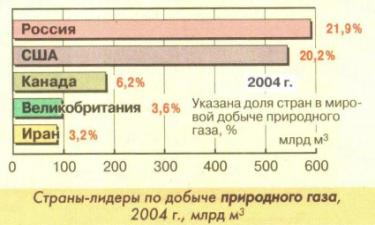 Россия 21,9%
США 20,2%
Канада 6,2% 2004 г.
Великобритания 3,6% Указана доля стран в миро-
вой добыче природного
Иран 3,2% газа, %
млрд м³
0 100 200 300 400 500 600
Страны-лидеры по добыче природного газа,
2004 г., млрд м³